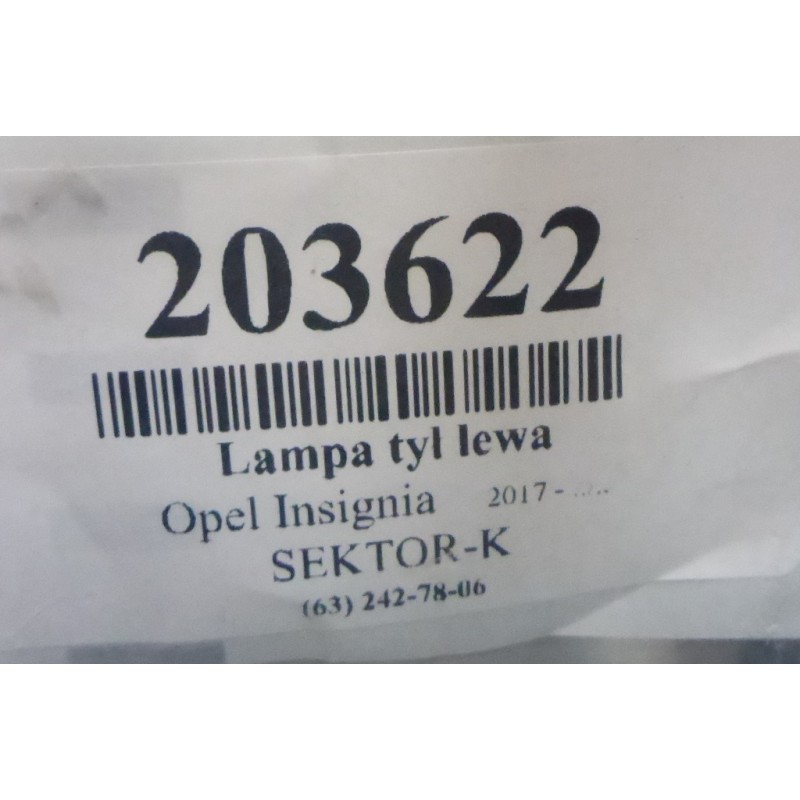 203622
Lampa tył lewa
Opel Insignia 2017 - ....
SEKTOR-K
(63) 242-78-06